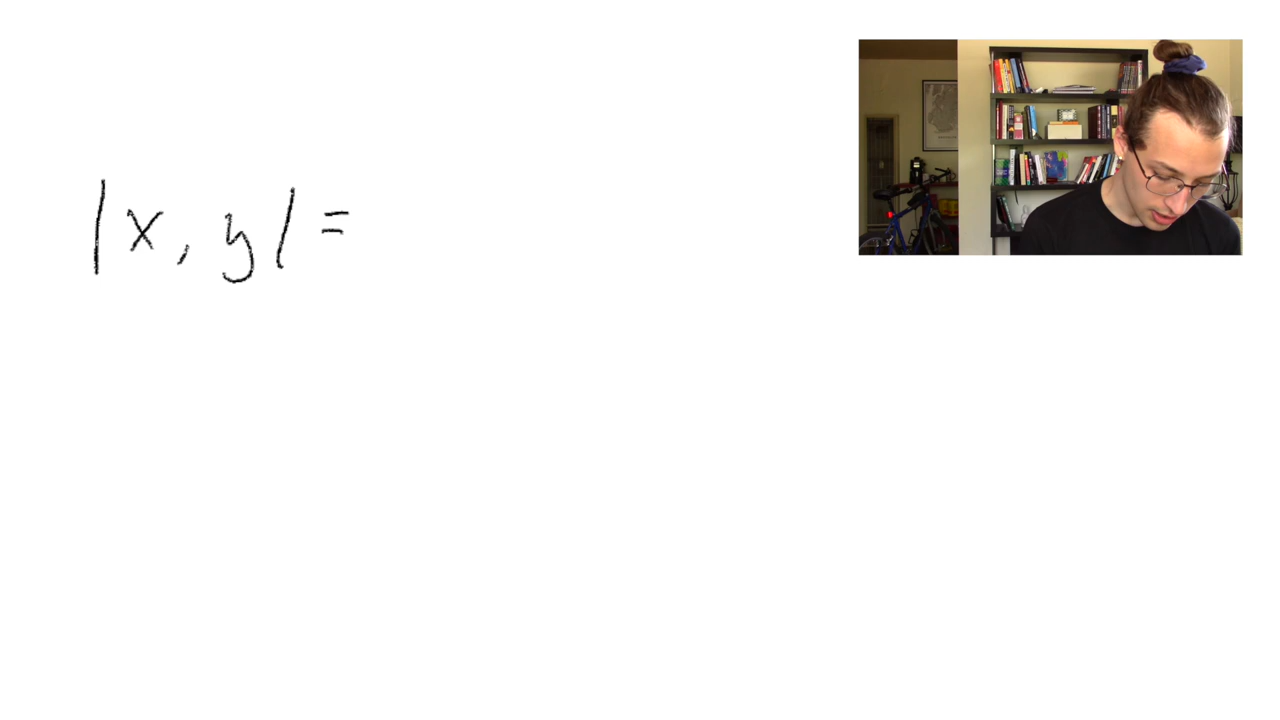 |x, y| =